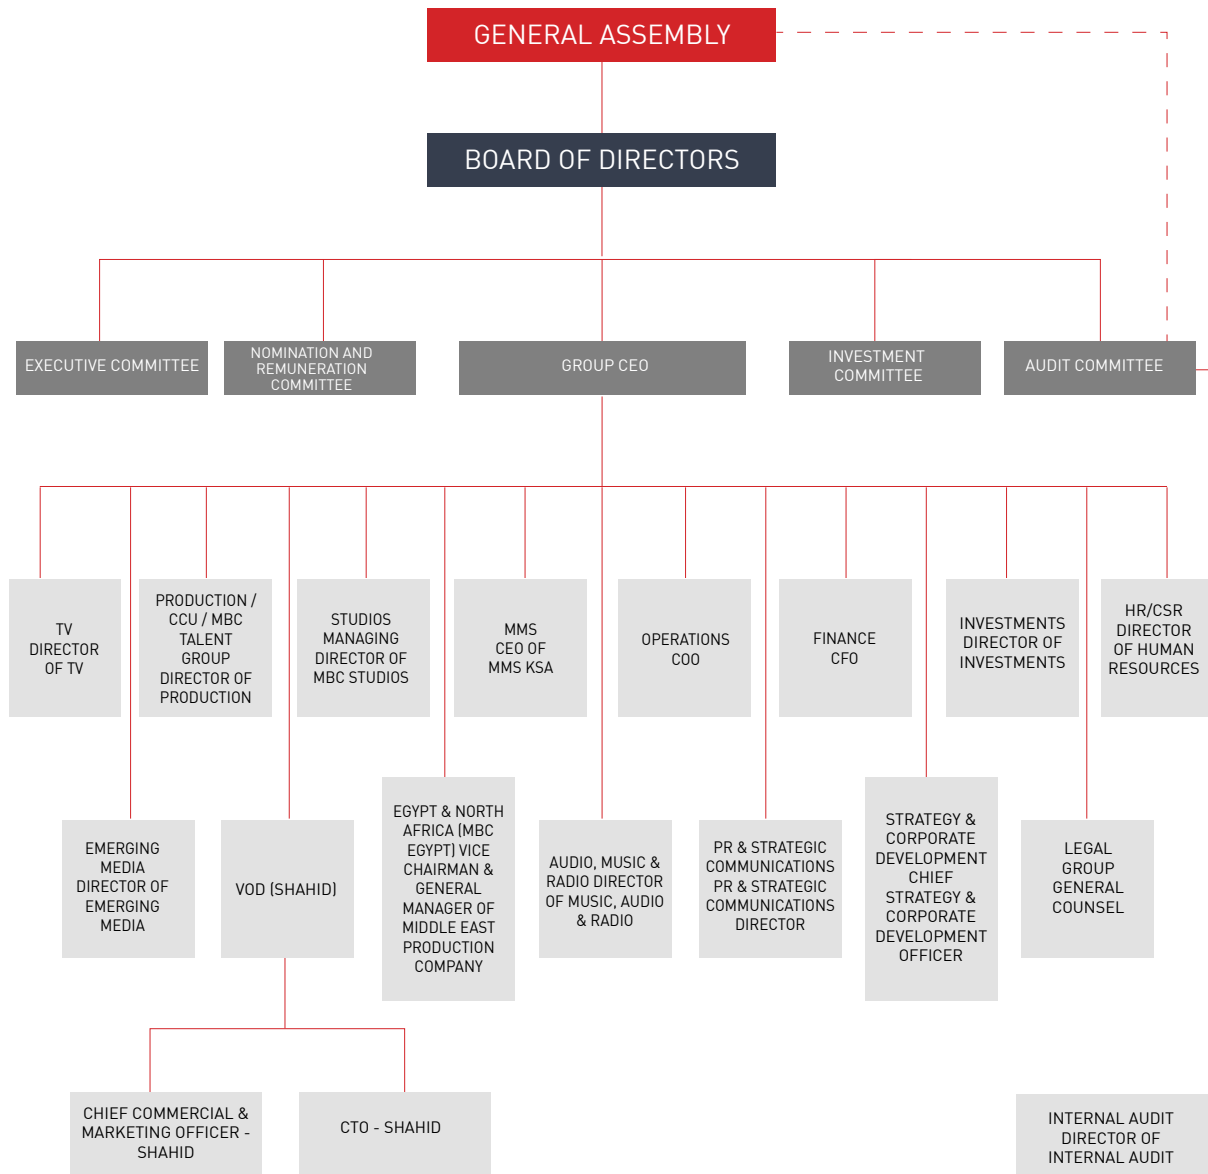 GENERAL ASSEMBLY
BOARD OF DIRECTORS
EXECUTIVE COMMITTEE
NOMINATION AND
REMUNERATION
COMMITTEE
GROUP CEO
INVESTMENT
COMMITTEE
AUDIT COMMITTEE
TV
DIRECTOR
OF TV
PRODUCTION /
CCU / MBC
TALENT
GROUP
DIRECTOR OF
PRODUCTION
STUDIOS
MANAGING
DIRECTOR OF
MBC STUDIOS
MMS
CEO OF
MMS KSA
OPERATIONS
COO
FINANCE
CFO
INVESTMENTS
DIRECTOR OF
INVESTMENTS
HR/CSR
DIRECTOR
OF HUMAN
RESOURCES
EMERGING
MEDIA
DIRECTOR OF
EMERGING
MEDIA
VOD (SHAHID)
EGYPT & NORTH
AFRICA (MBC
EGYPT) VICE
CHAIRMAN &
GENERAL
MANAGER OF
MIDDLE EAST
PRODUCTION
COMPANY
AUDIO, MUSIC &
RADIO DIRECTOR
OF MUSIC, AUDIO
& RADIO
PR & STRATEGIC
COMMUNICATIONS
PR & STRATEGIC
COMMUNICATIONS
DIRECTOR
STRATEGY &
CORPORATE
DEVELOPMENT
CHIEF
STRATEGY &
CORPORATE
DEVELOPMENT
OFFICER
LEGAL
GROUP
GENERAL
COUNSEL
CHIEF COMMERCIAL &
MARKETING OFFICER -
SHAHID
CTO - SHAHID
INTERNAL AUDIT
DIRECTOR OF
INTERNAL AUDIT